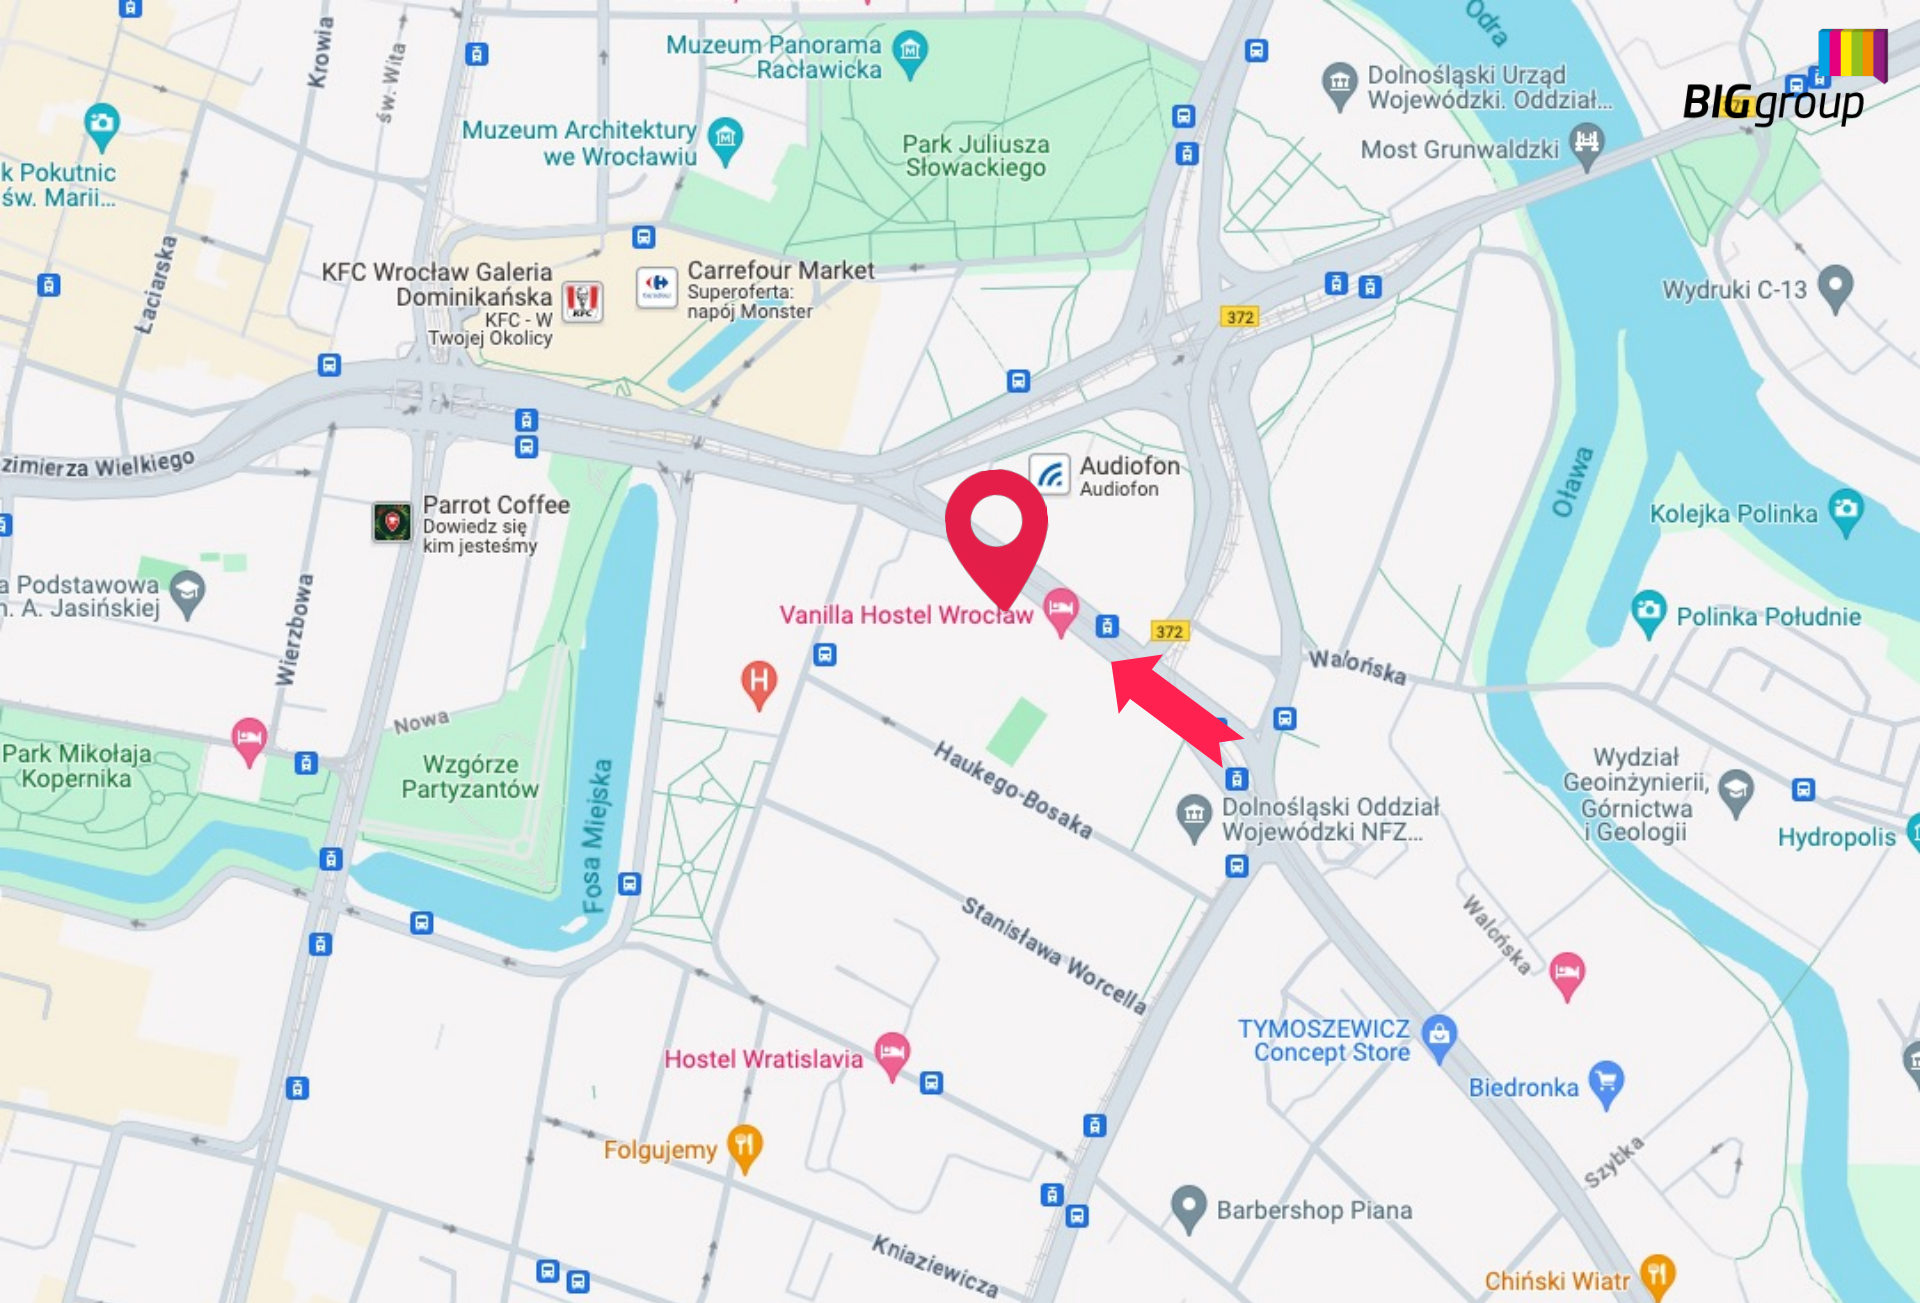 Krowia
św. Wita
Muzeum Panorama
Racławicka
Odra
Dolnośląski Urząd
Wojewódzki. Oddział...
BIGgroup
Muzeum Architektury
we Wrocławiu
Park Juliusza
Słowackiego
Most Grunwaldzki
k Pokutnic
św. Marii...
Łaciarska
KFC Wrocław Galeria
Dominikańska
KFC - W
Twojej Okolicy
KFC
Carrefour Market
Superoferta:
napój Monster
372
Wydruki C-13
zimierza Wielkiego
Audiofon
Audiofon
Oława
Parrot Coffee
Dowiedz się
kim jesteśmy
Kolejka Polinka
a Podstawowa
n. A. Jasińskiej
Wierzbowa
Vanilla Hostel Wrocław
372
Polinka Południe
Walońska
H
Nowa
Park Mikołaja
Kopernika
Wzgórze
Partyzantów
Fosa Miejska
Haukego-Bosaka
Wydział
Geoinżynierii,
Górnictwa
i Geologii
Dolnośląski Oddział
Wojewódzki NFZ...
Hydropolis
Stanisława Worcella
Walońska
TYMOSZEWICZ
Concept Store
Hostel Wratislavia
Biedronka
Folgujemy
Szybka
Barbershop Piana
Kniaziewicza
Chiński Wiatr